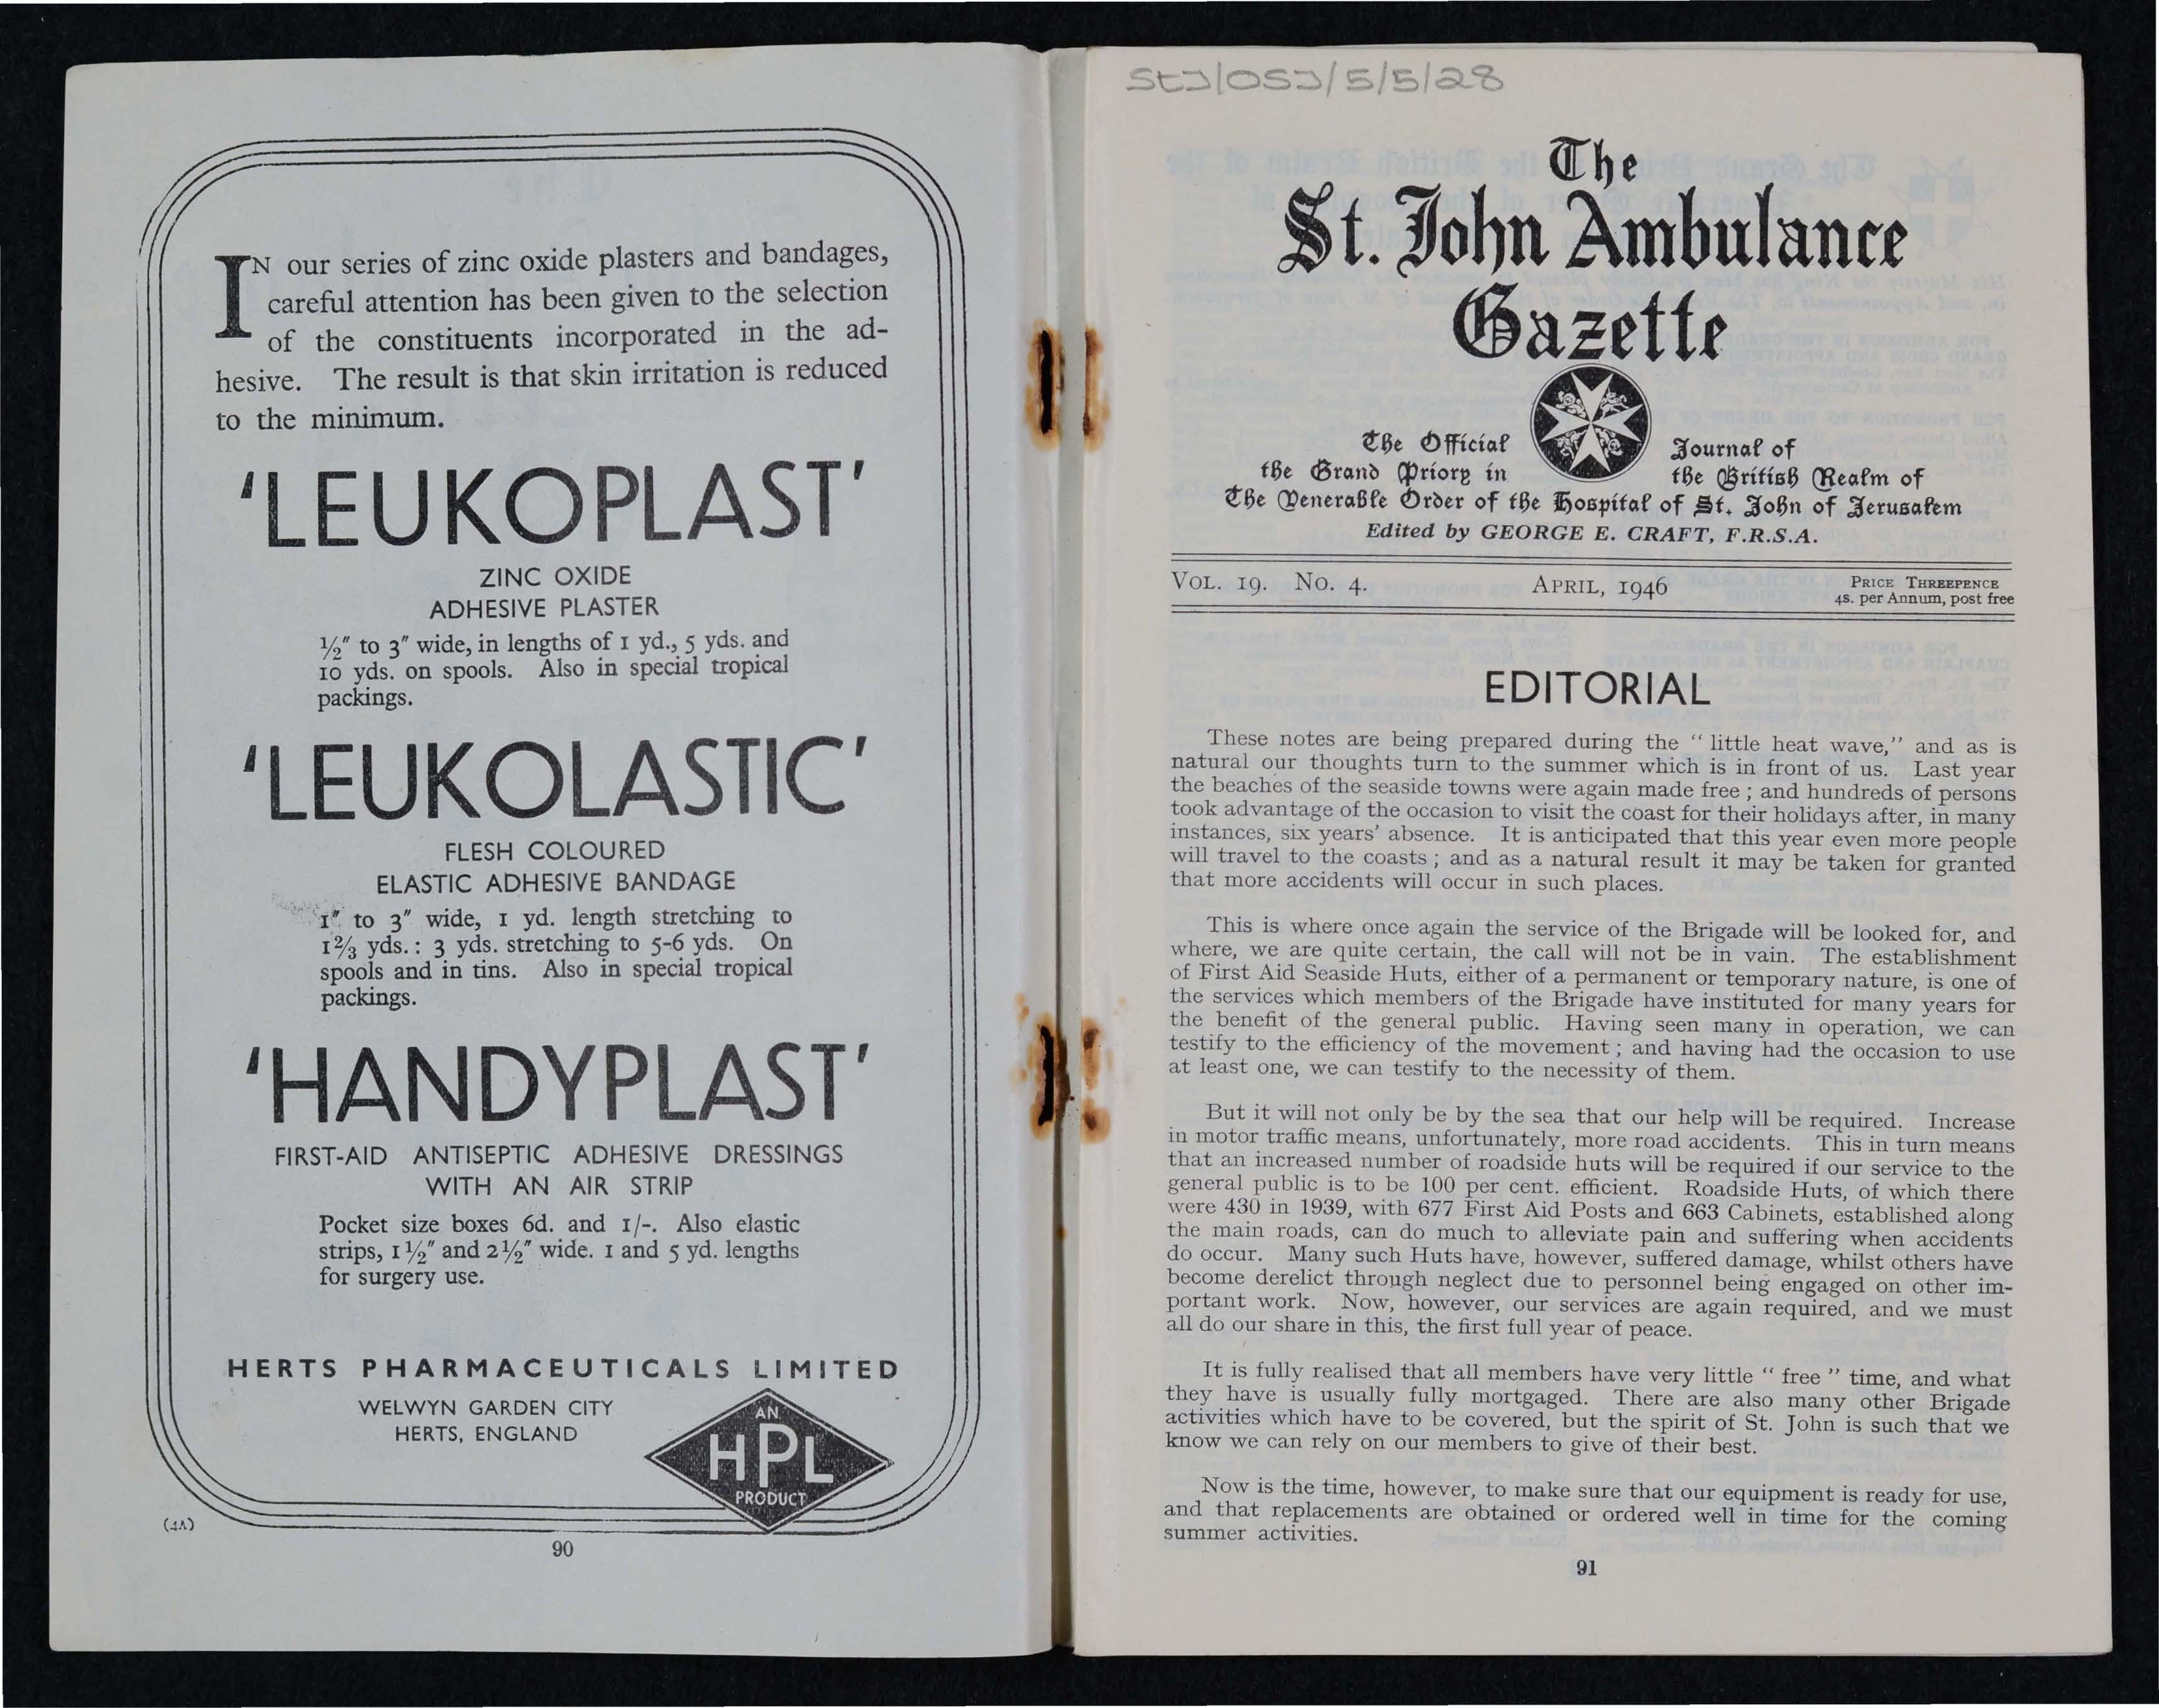 IN our series of zinc oxide plasters and bandages,
careful attention has been given to the selection
of the constituents incorporated in the ad-
hesive. The result is that skin irritation is reduced
to the minimum.
'LEUKOPLAST'
ZINC OXIDE
ADHESIVE PLASTER
½" to 3" wide, in lengths of 1 yd., 5 yds. and
10 yds. on spools. Also in special tropical
packings.
'LEUKOLASTIC'
FLESH COLOURED
ELASTIC ADHESIVE BANDAGE
1" to 3" wide, 1 yd. length stretching to
1⅔ yds.: 3 yds. stretching to 5-6 yds. On
spools and in tins. Also in special tropical
packings.
'HANDYPLAST'
FIRST-AID ANTISEPTIC ADHESIVE DRESSINGS
WITH AN AIR STRIP
Pocket size boxes 6d. and 1/-. Also elastic
strips, 1½" and 2½" wide. 1 and 5 yd. lengths
for surgery use.
HERTS PHARMACEUTICALS LIMITED
WELWYN GARDEN CITY
HERTS, ENGLAND
AN
HPL
PRODUCT
(4A)
90
StJ/OSJ/5/5/28
The
St. John Ambulance
Gazette
The Official Journal of
the Grand Priory in the British Realm of
The Venerable Order of the Hospital of St. John of Jerusalem
Edited by GEORGE E. CRAFT, F.R.S.A.
VOL. 19. No. 4. APRIL, 1946 PRICE THREEPENCE
4s. per Annum, post free
EDITORIAL
These notes are being prepared during the " little heat wave," and as is
natural our thoughts turn to the summer which is in front of us. Last year
the beaches of the seaside towns were again made free ; and hundreds of persons
took advantage of the occasion to visit the coast for their holidays after, in many
instances, six years' absence. It is anticipated that this year even more people
will travel to the coasts ; and as a natural result it may be taken for granted
that more accidents will occur in such places.
This is where once again the service of the Brigade will be looked for, and
where, we are quite certain, the call will not be in vain. The establishment
of First Aid Seaside Huts, either of a permanent or temporary nature, is one of
the services which members of the Brigade have instituted for many years for
the benefit of the general public. Having seen many in operation, we can
testify to the efficiency of the movement ; and having had the occasion to use
at least one, we can testify to the necessity of them.
But it will not only be by the sea that our help will be required. Increase
in motor traffic means, unfortunately, more road accidents. This in turn means
that an increased number of roadside huts will be required if our service to the
general public is to be 100 per cent. efficient. Roadside Huts, of which there
were 430 in 1939, with 677 First Aid Posts and 663 Cabinets, established along
the main roads, can do much to alleviate pain and suffering when accidents
do occur. Many such Huts have, however, suffered damage, whilst others have
become derelict through neglect due to personnel being engaged on other im-
portant work. Now, however, our services are again required, and we must
all do our share in this, the first full year of peace.
It is fully realised that all members have very little " free " time, and what
they have is usually fully mortgaged. There are also many other Brigade
activities which have to be covered, but the spirit of St. John is such that we
know we can rely on our members to give of their best.
Now is the time, however, to make sure that our equipment is ready for use,
and that replacements are obtained or ordered well in time for the coming
summer activities.
91